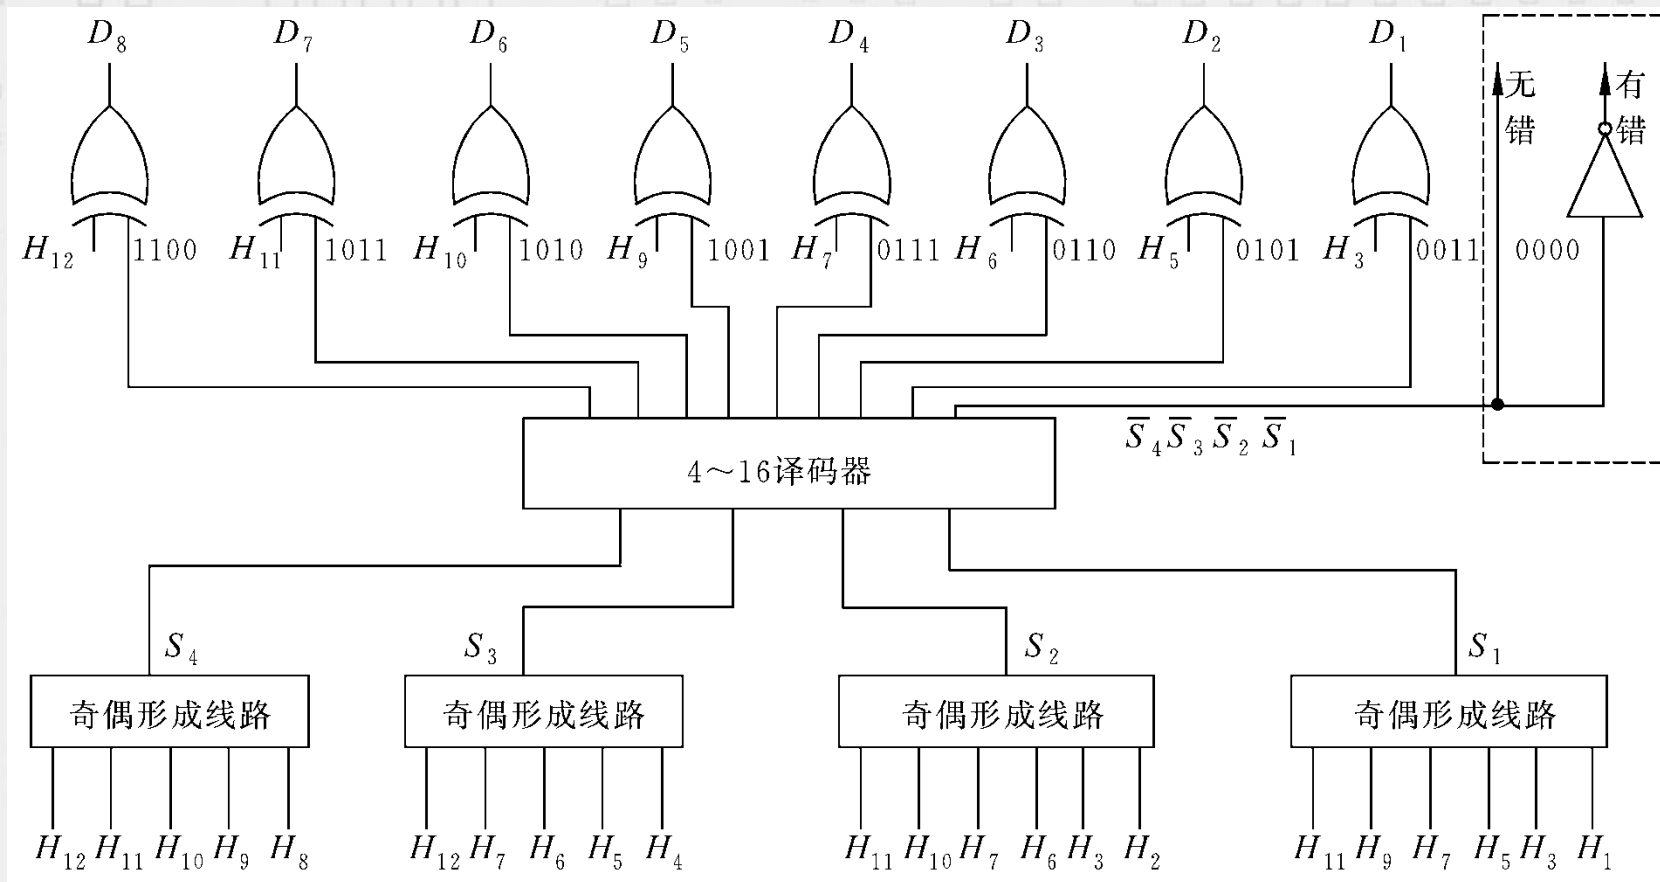 D₈ D₇ D₆ D₅ D₄ D₃ D₂ D₁
无错 有错
H₁₂ 1100 H₁₁ 1011 H₁₀ 1010 H₉ 1001 H₇ 0111 H₆ 0110 H₅ 0101 H₃ 0011 0000
S̅₄ S̅₃ S̅₂ S̅₁
4～16译码器
S₄ S₃ S₂ S₁
奇偶形成线路 奇偶形成线路 奇偶形成线路 奇偶形成线路
H₁₂ H₁₁ H₁₀ H₉ H₈ H₁₂ H₇ H₆ H₅ H₄ H₁₁ H₁₀ H₇ H₆ H₃ H₂ H₁₁ H₉ H₇ H₅ H₃ H₁